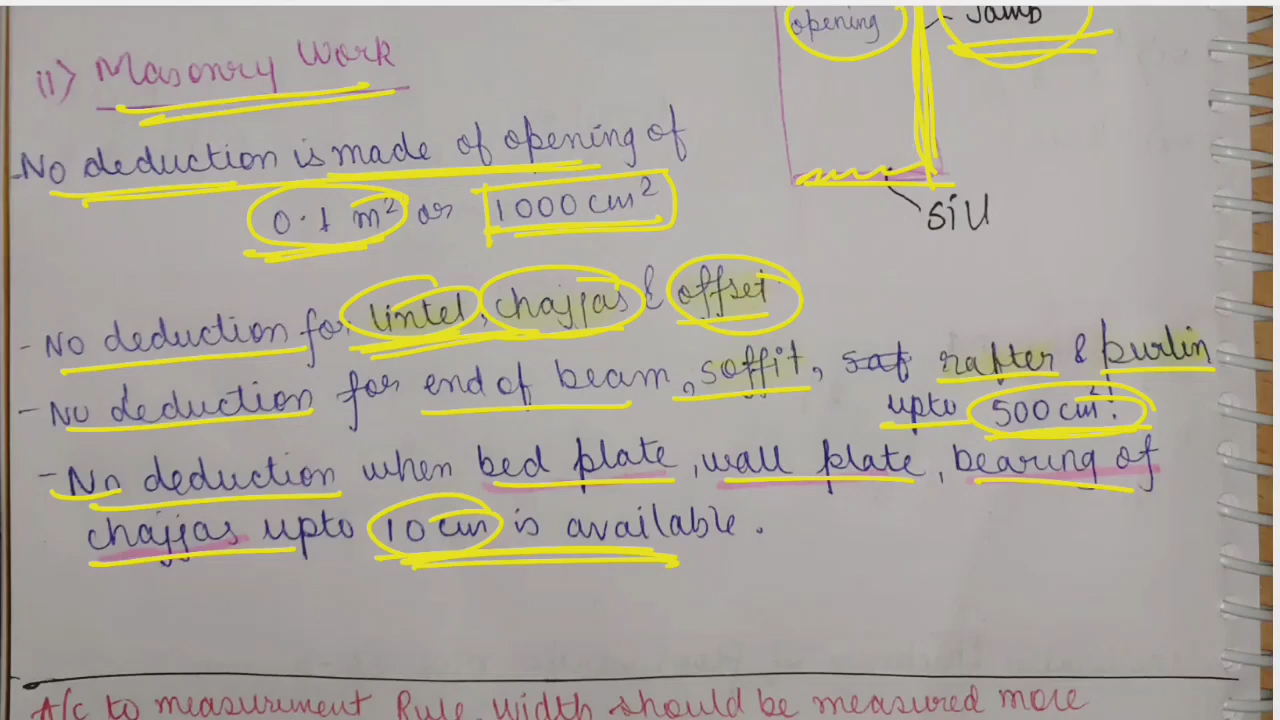 opening
Jamb
Sill
ii) Masonry Work
- No deduction is made of opening of
0.1 m² or 1000 cm²
- No deduction for lintel, chajjas & offset
- No deduction for end of beam, soffit, rafter & purlin
upto 500 cm².
- No deduction when bed plate, wall plate, bearing of
chajjas upto 10 cm is available.
A/c to measurement Rule, width should be measured more